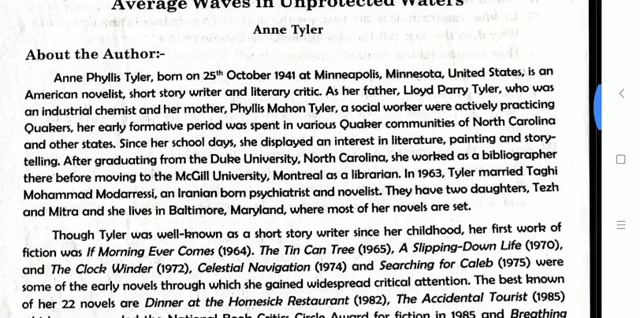 Average Waves in Unprotected Waters
Anne Tyler
About the Author:-
Anne Phyllis Tyler, born on 25th October 1941 at Minneapolis, Minnesota, United States, is an
American novelist, short story writer and literary critic. As her father, Lloyd Parry Tyler, who was
an industrial chemist and her mother, Phyllis Mahon Tyler, a social worker were actively practicing
Quakers, her early formative period was spent in various Quaker communities of North Carolina
and other states. Since her school days, she displayed an interest in literature, painting and story-
telling. After graduating from the Duke University, North Carolina, she worked as a bibliographer
there before moving to the McGill University, Montreal as a librarian. In 1963, Tyler married Taghi
Mohammad Modarressi, an Iranian born psychiatrist and novelist. They have two daughters, Tezh
and Mitra and she lives in Baltimore, Maryland, where most of her novels are set.
Though Tyler was well-known as a short story writer since her childhood, her first work of
fiction was If Morning Ever Comes (1964). The Tin Can Tree (1965), A Slipping-Down Life (1970),
and The Clock Winder (1972), Celestial Navigation (1974) and Searching for Caleb (1975) were
some of the early novels through which she gained widespread critical attention. The best known
of her 22 novels are Dinner at the Homesick Restaurant (1982), The Accidental Tourist (1985)
the National Book Critics Circle Award for fiction in 1985 and Breathing